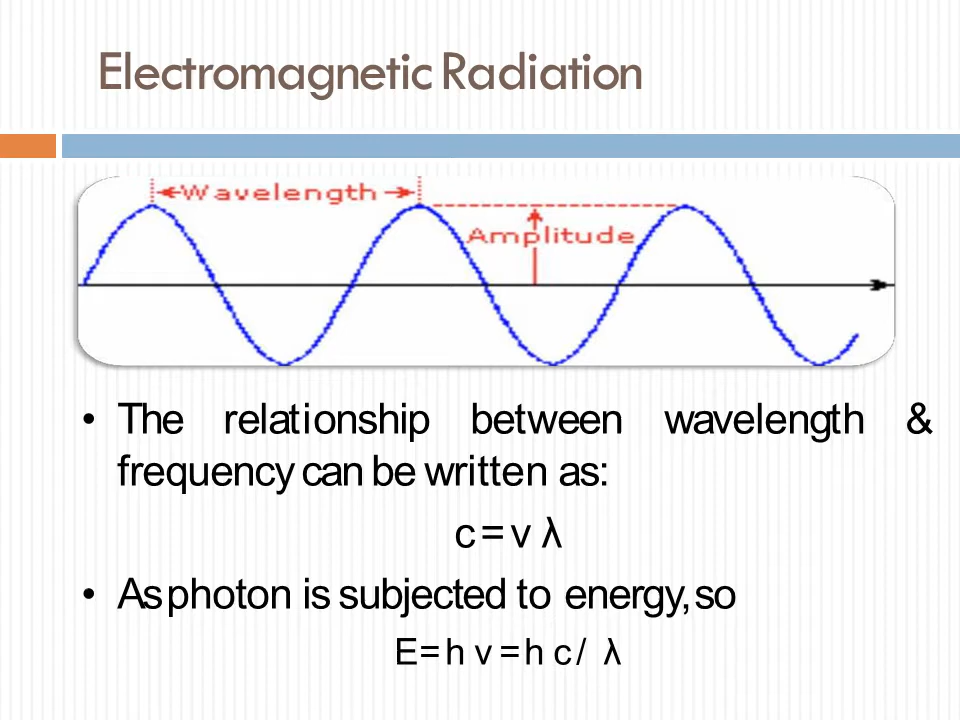 Electromagnetic Radiation
Wavelength
Amplitude
• The relationship between wavelength &
frequency can be written as:
c = ν λ
• As photon is subjected to energy, so
E = h ν = h c / λ